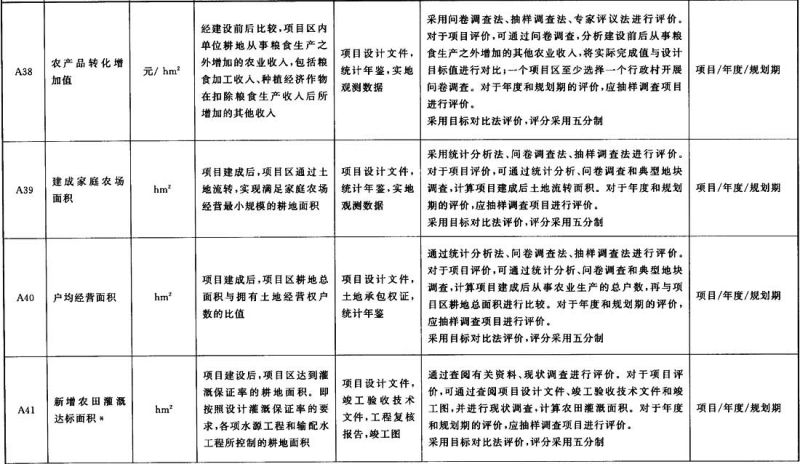 A38
农产品转化增
加值
元/ hm²
经建设前后比较,项目区内
单位耕地从事粮食生产之
外增加的农业收入,包括粮
食加工收入、种植经济作物
在扣除粮食生产收入后所
增加的其他收入
项目设计文件,
统计年鉴,实地
观测数据
采用问卷调查法、抽样调查法、专家评议法进行评价。
对于项目评价,可通过问卷调查,分析建设前后从事粮
食生产之外增加的其他农业收入,将实际完成值与设计
目标值进行对比;一个项目区至少选择一个行政村开展
问卷调查。对于年度和规划期的评价,应抽样调查项目
进行评价。
采用目标对比法评价,评分采用五分制
项目/年度/规划期
A39
建成家庭农场
面积
hm²
项目建成后,项目区通过土
地流转,实现满足家庭农场
经营最小规模的耕地面积
项目设计文件,
统计年鉴,实地
观测数据
采用统计分析法、问卷调查法、抽样调查法进行评价。
对于项目评价,可通过统计分析、问卷调查和典型地块
调查,计算项目建成后土地流转面积。对于年度和规划
期的评价,应抽样调查项目进行评价。
采用目标对比法评价,评分采用五分制
项目/年度/规划期
A40
户均经营面积
hm²
项目建成后,项目区耕地总
面积与拥有土地经营权户
数的比值
项目设计文件,
土地承包权证,
统计年鉴
通过统计分析法、问卷调查法、抽样调查法进行评价。
对于项目评价,可通过统计分析、问卷调查和典型地块
调查,计算项目建成后从事农业生产的总户数,再与项
目区耕地总面积进行比较。对于年度和规划期的评价,
应抽样调查项目进行评价。
采用目标对比法评价,评分采用五分制
项目/年度/规划期
A41
新增农田灌溉
达标面积*
hm²
项目建设后,项目区达到灌
溉保证率的耕地面积。即
按照设计灌溉保证率的要
求,各项水源工程和输配水
工程所控制的耕地面积
项目设计文件,
竣工验收技术
文件,工程复核
报告,竣工图
通过查阅有关资料、现状调查进行评价。对于项目评
价,可通过查阅项目设计文件、竣工验收技术文件和竣
工图,并进行现状调查,计算农田灌溉面积。对于年度
和规划期的评价,应抽样调查项目进行评价。
采用目标对比法评价,评分采用五分制
项目/年度/规划期